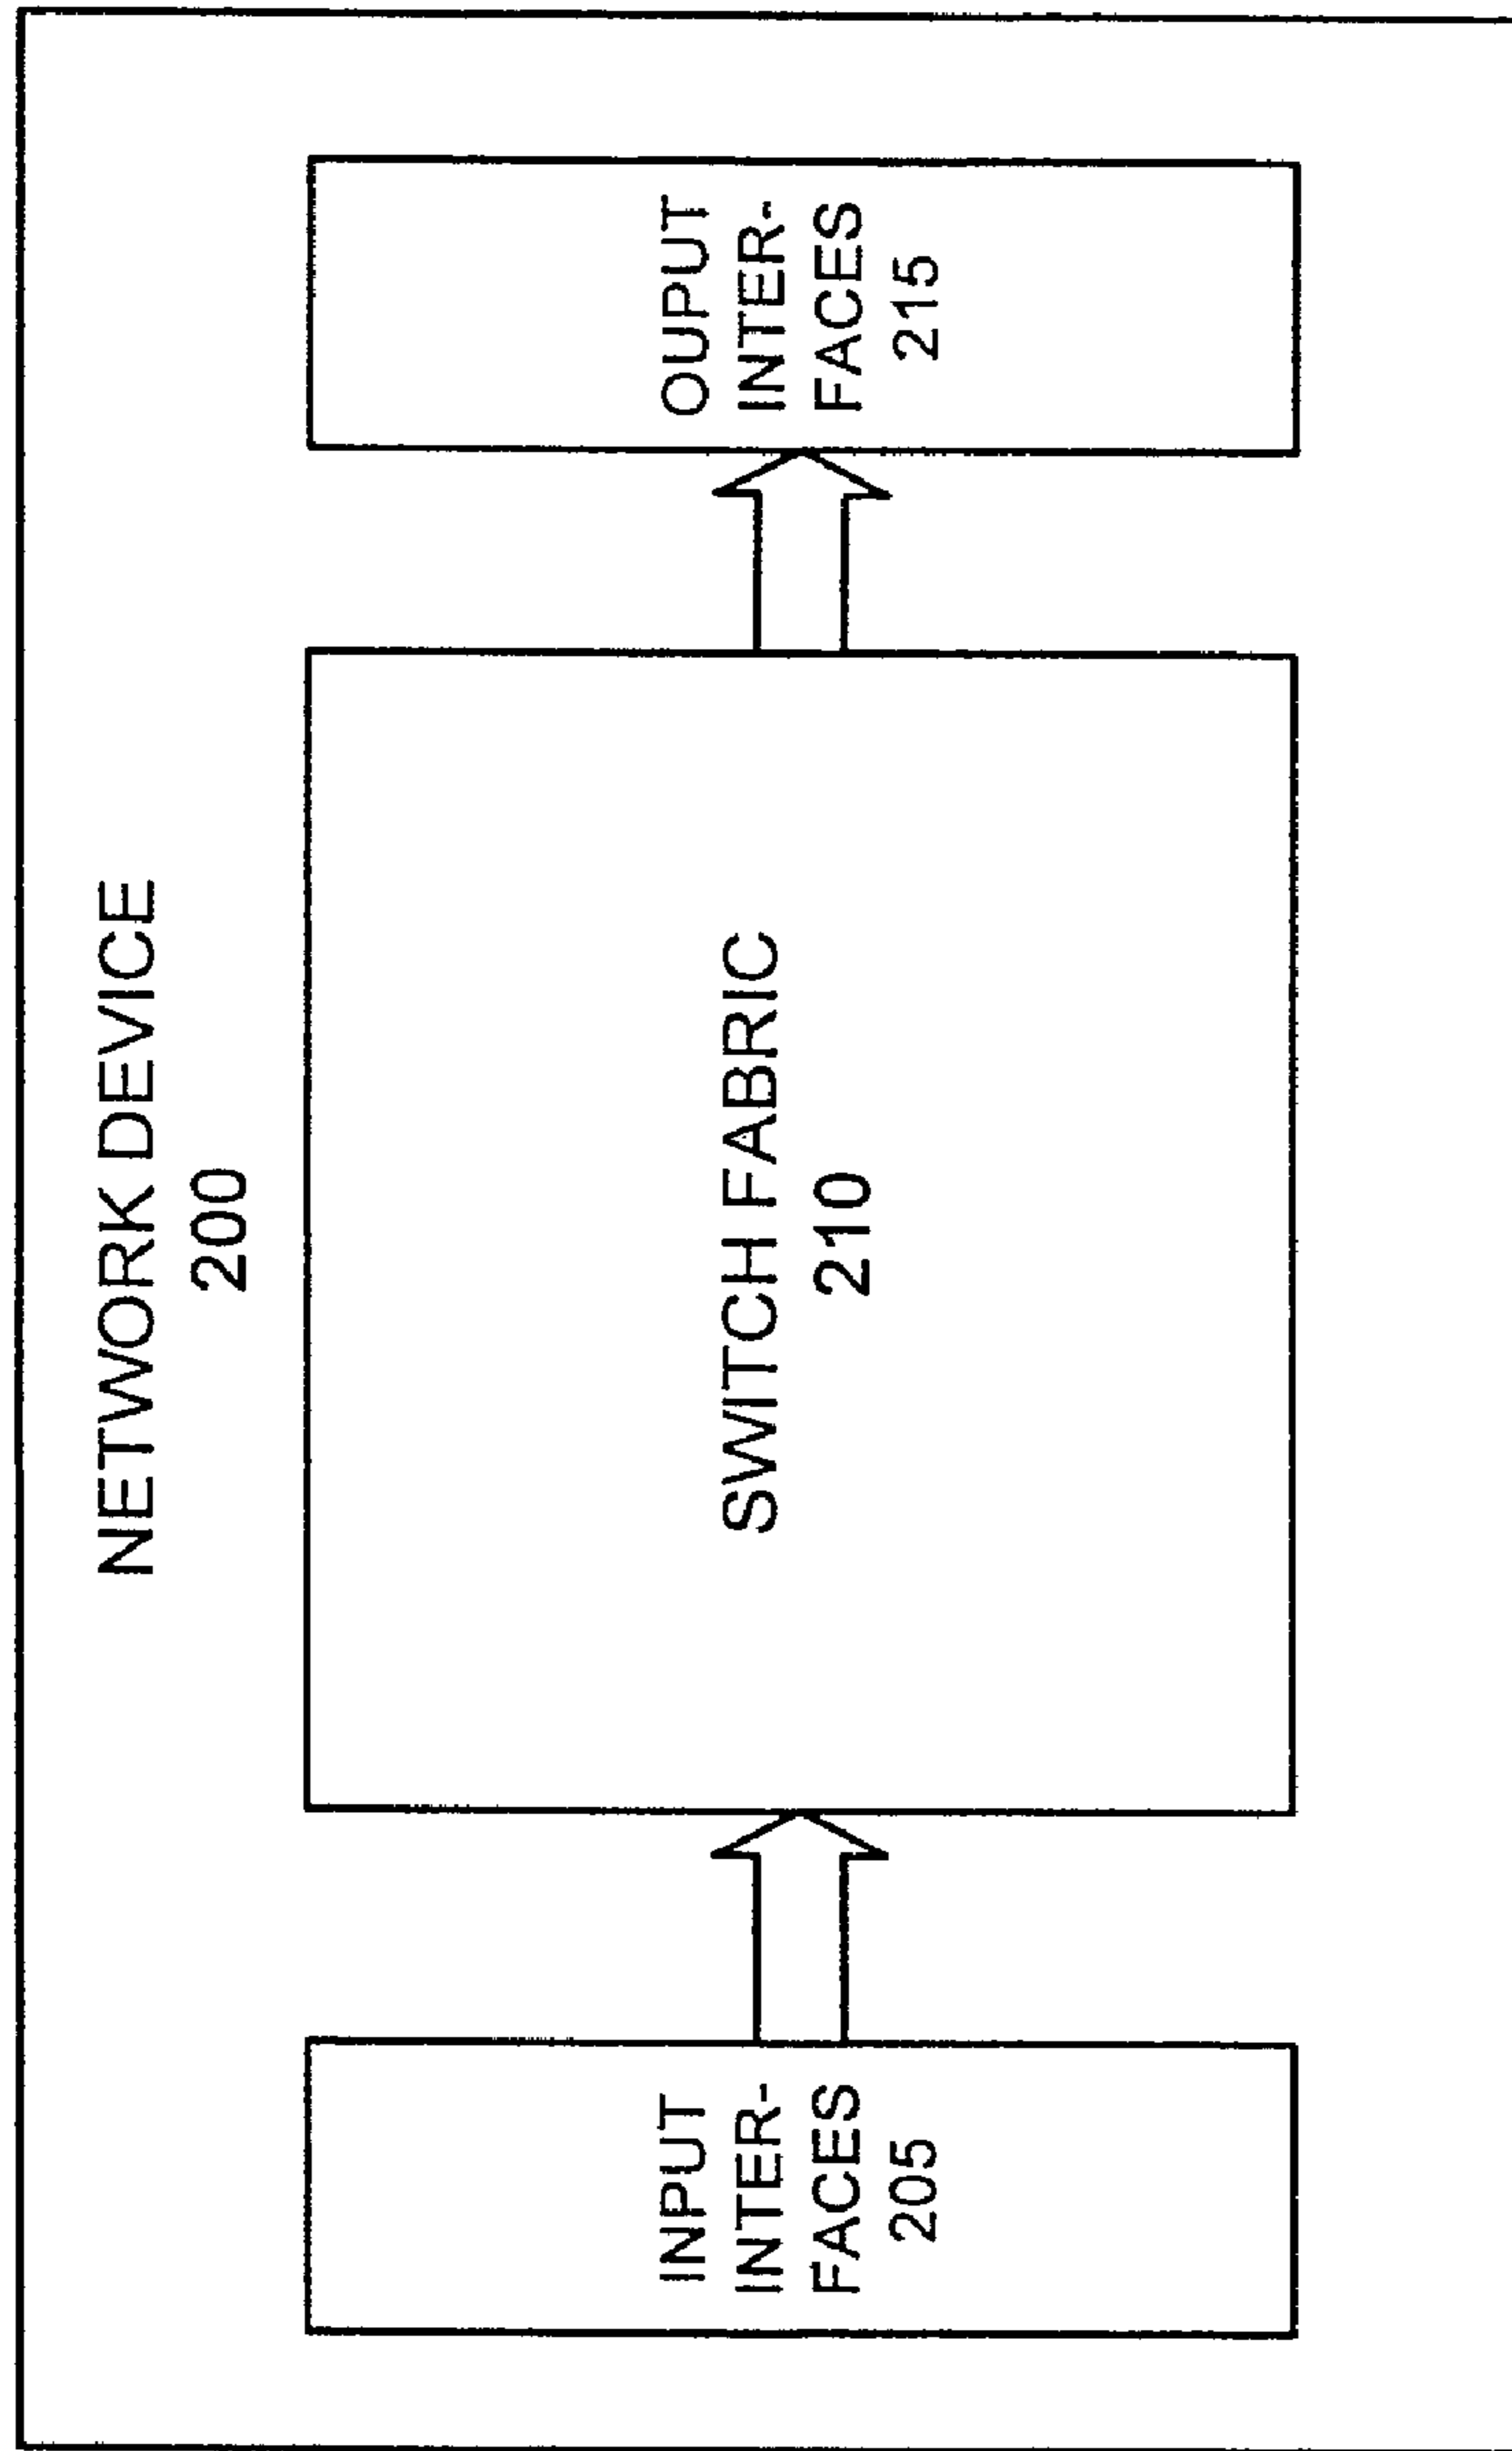 NETWORK DEVICE
200
INPUT
INTER-
FACES
205
SWITCH FABRIC
210
OUPUT
INTER-
FACES
215